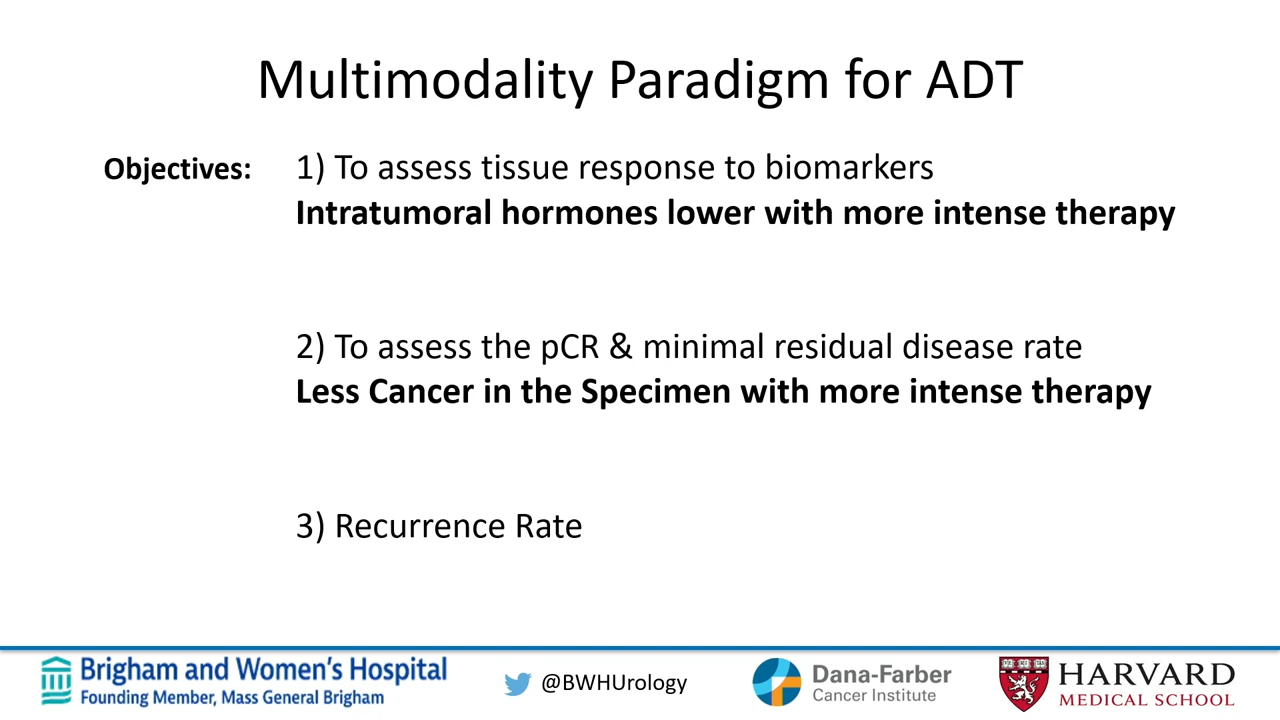 Multimodality Paradigm for ADT
Objectives: 1) To assess tissue response to biomarkers
Intratumoral hormones lower with more intense therapy
2) To assess the pCR & minimal residual disease rate
Less Cancer in the Specimen with more intense therapy
3) Recurrence Rate
Brigham and Women's Hospital
Founding Member, Mass General Brigham
@BWHUrology
Dana-Farber
Cancer Institute
HARVARD
MEDICAL SCHOOL